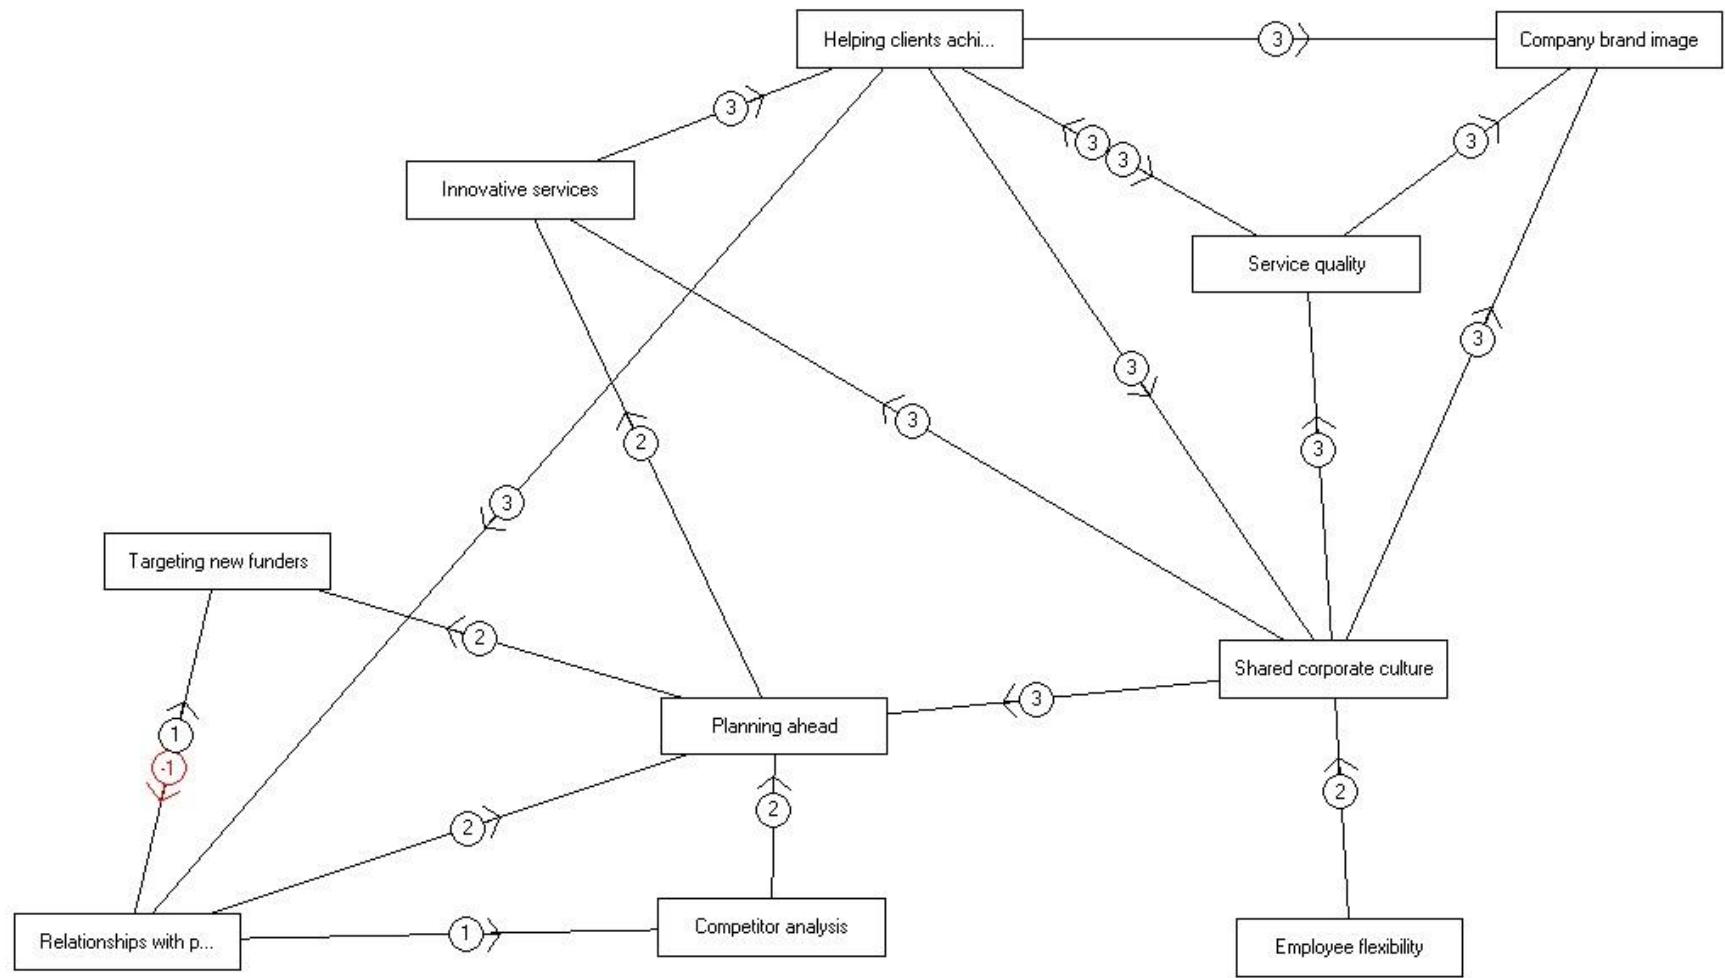 Helping clients achi...
3
Company brand image
3
3
3
3
Innovative services
Service quality
3
3
3
2
3
3
Targeting new funders
2
Shared corporate culture
3
Planning ahead
1
-1
2
2
2
Competitor analysis
1
Relationships with p...
Employee flexibility